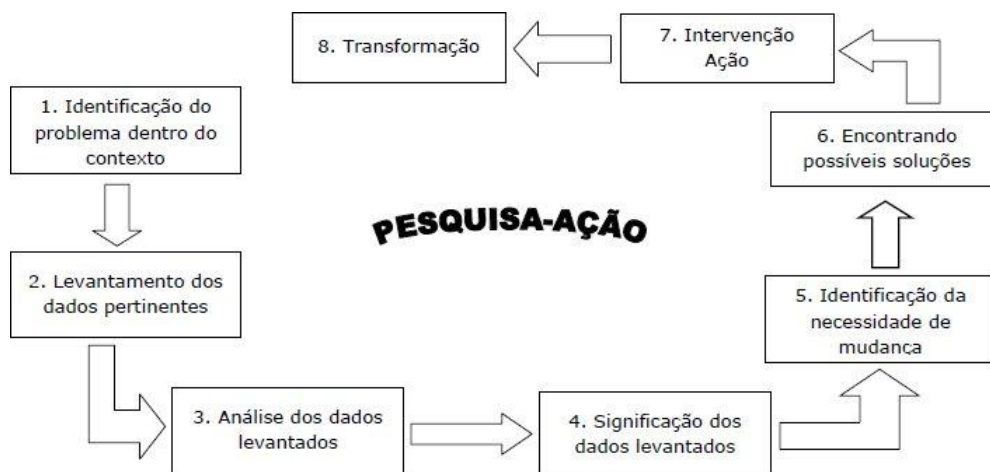 1. Identificação do
problema dentro do
contexto
2. Levantamento dos
dados pertinentes
3. Análise dos dados
levantados
4. Significação dos
dados levantados
5. Identificação da
necessidade de
mudança
6. Encontrando
possíveis soluções
7. Intervenção
Ação
8. Transformação
PESQUISA-AÇÃO